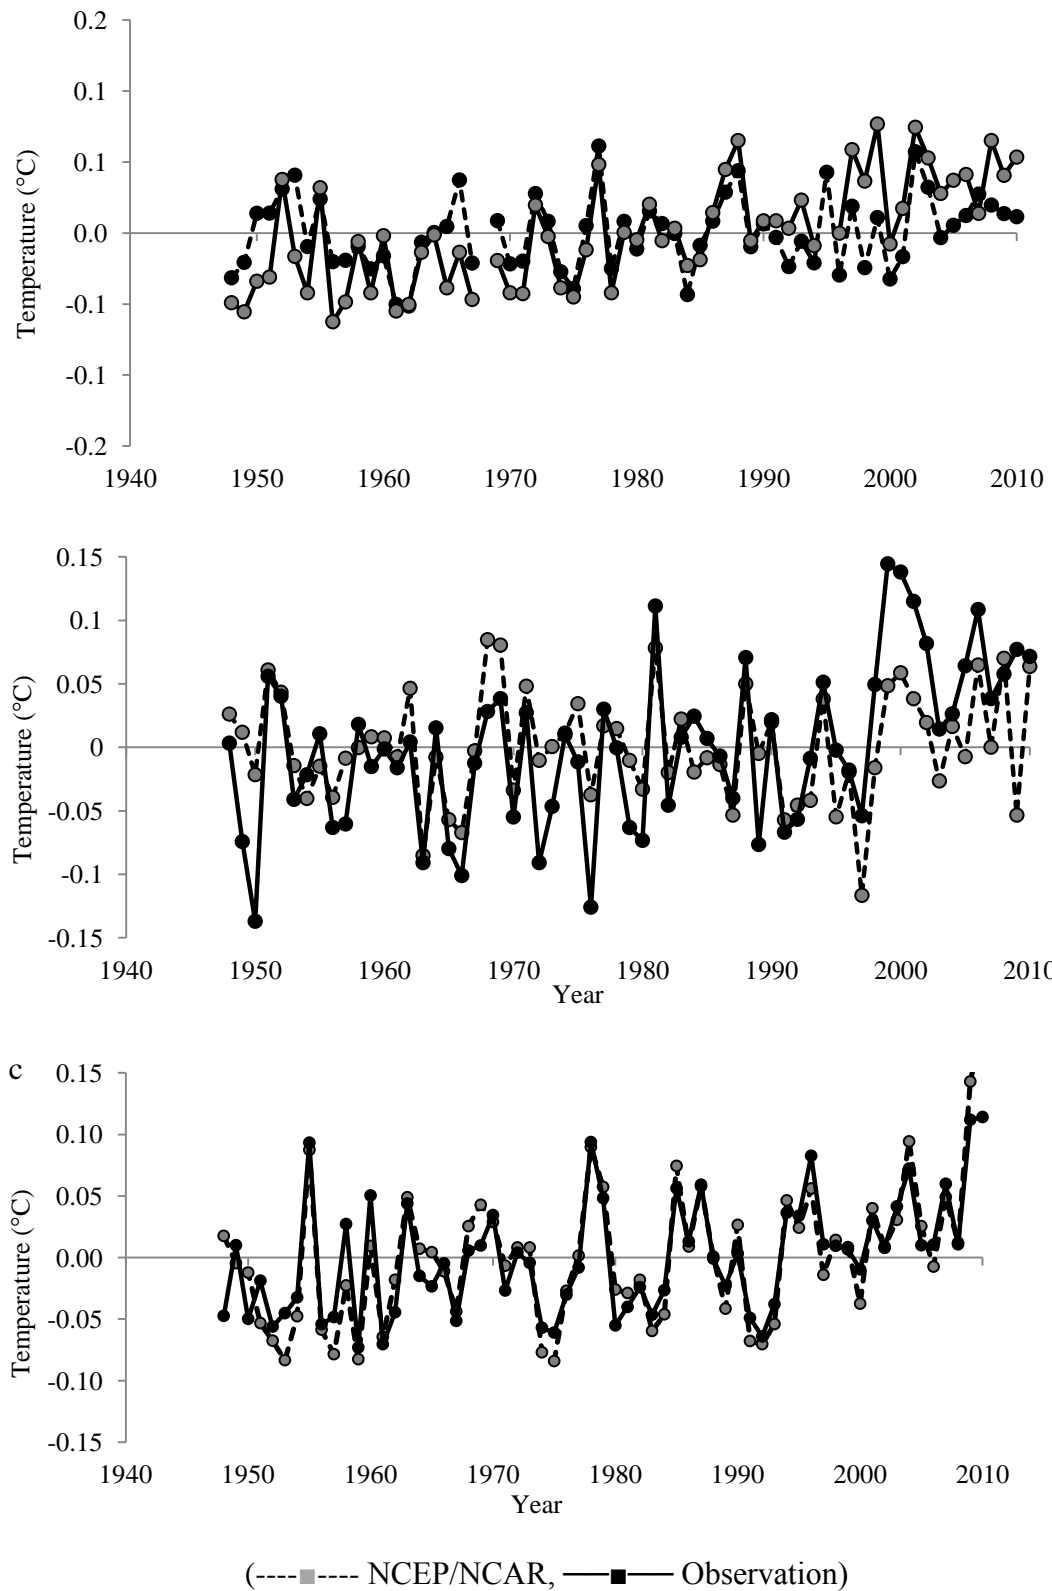 0.2
0.1
0.1
0.0
-0.1
-0.1
-0.2
Temperature (°C)
1940 1950 1960 1970 1980 1990 2000 2010
0.15
0.1
0.05
0
-0.05
-0.1
-0.15
Temperature (°C)
1940 1950 1960 1970 1980 1990 2000 2010
Year
c
0.15
0.10
0.05
0.00
-0.05
-0.10
-0.15
Temperature (°C)
1940 1950 1960 1970 1980 1990 2000 2010
Year
(---- ---- NCEP/NCAR, Observation)